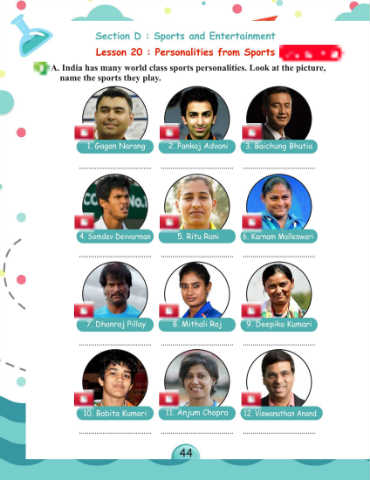 Section D : Sports and Entertainment
Lesson 20 : Personalities from Sports
A. India has many world class sports personalities. Look at the picture,
name the sports they play.
1. Gagan Narang
2. Pankaj Advani
3. Baichung Bhutia
4. Somdev Devvarman
5. Ritu Rani
6. Karnam Malleswari
7. Dhanraj Pillay
8. Mithali Raj
9. Deepika Kumari
10. Babita Kumari
11. Anjum Chopra
12. Viswanathan Anand
44